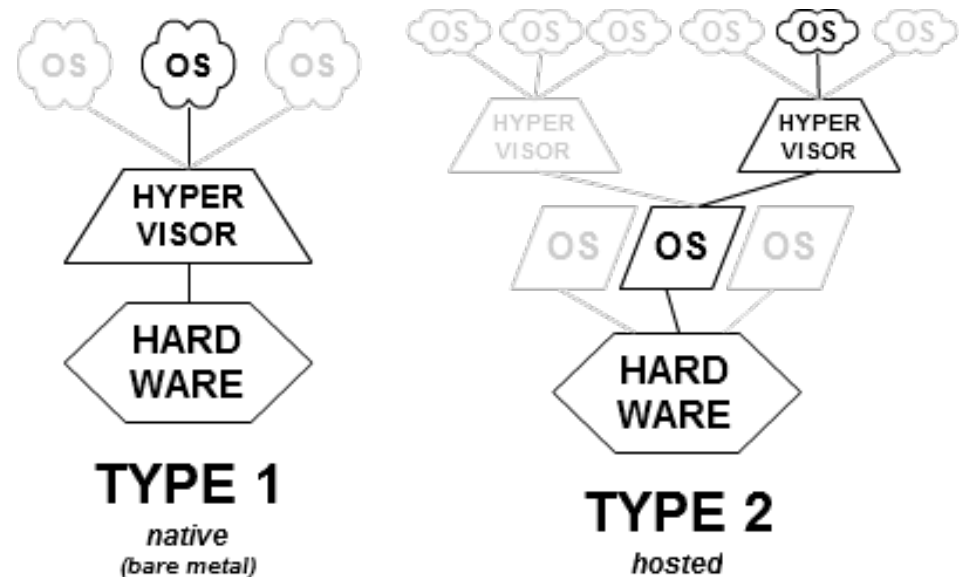 OS OS OS
HYPER
VISOR
HARD
WARE
TYPE 1
native
(bare metal)
OS OS OS OS OS OS
HYPER
VISOR
HYPER
VISOR
OS OS OS
HARD
WARE
TYPE 2
hosted